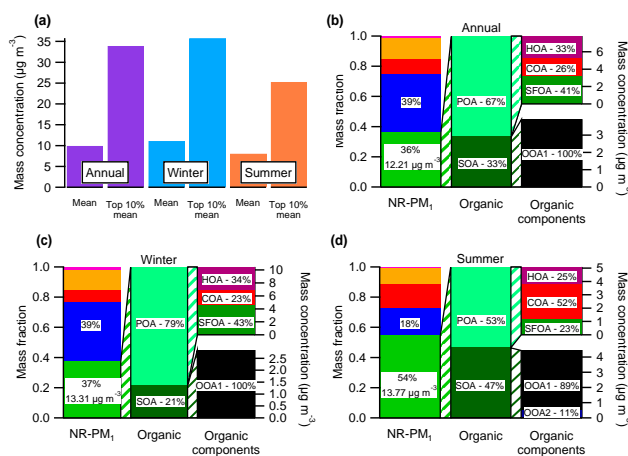 (a)
Mass concentration (µg m⁻³)
35
30
25
20
15
10
5
0
Annual
Winter
Summer
Mean
Top 10% mean
Mean
Top 10% mean
Mean
Top 10% mean
(b)
Annual
Mass fraction
1.0
0.8
0.6
0.4
0.2
0.0
39%
36%
12.21 µg m⁻³
POA - 67%
SOA - 33%
HOA - 33%
COA - 26%
SFOA - 41%
OOA1 - 100%
6
4
2
0
3
2
1
0
Mass concentration (µg m⁻³)
NR-PM₁
Organic
Organic components
(c)
Winter
Mass fraction
1.0
0.8
0.6
0.4
0.2
0.0
39%
37%
13.31 µg m⁻³
POA - 79%
SOA - 21%
HOA - 34%
COA - 23%
SFOA - 43%
OOA1 - 100%
10
8
6
4
2
0
2.5
2.0
1.5
1.0
0.5
0.0
Mass concentration (µg m⁻³)
NR-PM₁
Organic
Organic components
(d)
Summer
Mass fraction
1.0
0.8
0.6
0.4
0.2
0.0
18%
54%
13.77 µg m⁻³
POA - 53%
SOA - 47%
HOA - 25%
COA - 52%
SFOA - 23%
OOA1 - 89%
OOA2 - 11%
5
4
3
2
1
0
4
3
2
1
0
Mass concentration (µg m⁻³)
NR-PM₁
Organic
Organic components